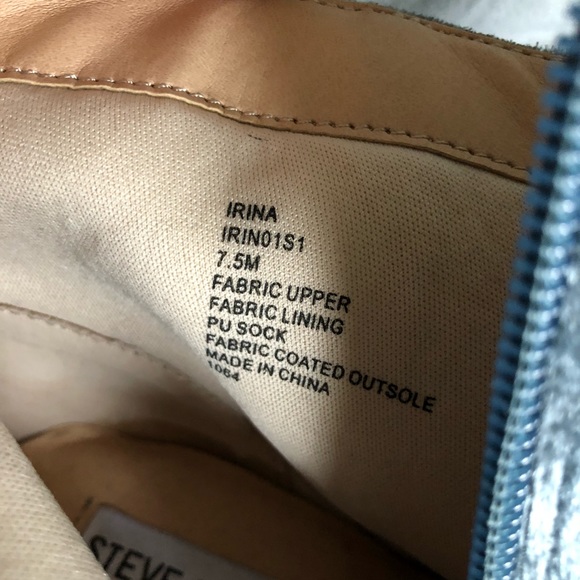 IRINA
IRIN01S1
7.5M
FABRIC UPPER
FABRIC LINING
PU SOCK
FABRIC COATED OUTSOLE
MADE IN CHINA
1064
STEVE